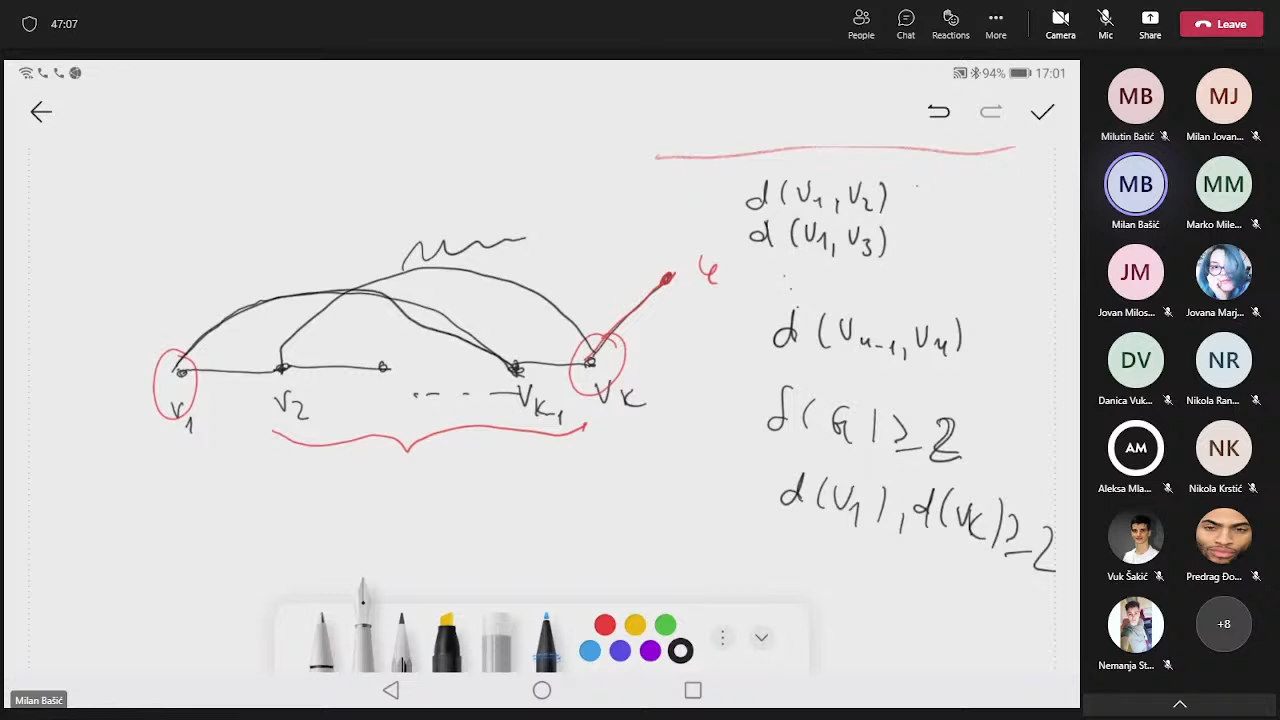 47:07
People Chat Reactions More Camera Mic Share Leave
94% 17:01
d(V1, V2)
d(V1, V3)
d(Vn-1, Vn)
δ(G) ≥ 2
d(V1), d(Vk) ≥ 2
V1 V2 ---- Vk-1 Vk
MB MJ
Milutin Batić Milan Jovan...
MB MM
Milan Bašić Marko Mile...
JM
Jovan Milos... Jovana Marj...
DV NR
Danica Vuk... Nikola Ran...
AM NK
Aleksa Mla... Nikola Krstić
Vuk Šakić Predrag Đo...
+8
Nemanja St...
Milan Bašić